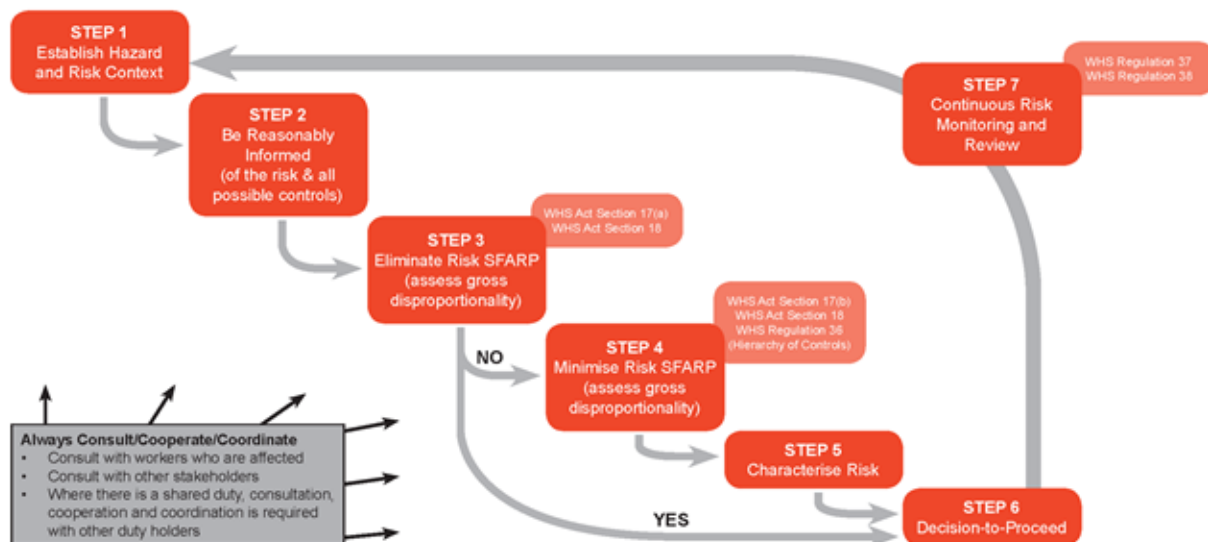 STEP 1
Establish Hazard
and Risk Context
STEP 2
Be Reasonably
Informed
(of the risk & all
possible controls)
WHS Act Section 17(a)
WHS Act Section 18
STEP 3
Eliminate Risk SFARP
(assess gross
disproportionality)
NO
YES
WHS Act Section 17(b)
WHS Act Section 18
WHS Regulation 36
(Hierarchy of Controls)
STEP 4
Minimise Risk SFARP
(assess gross
disproportionality)
STEP 5
Characterise Risk
STEP 6
Decision-to-Proceed
WHS Regulation 37
WHS Regulation 38
STEP 7
Continuous Risk
Monitoring and
Review
Always Consult/Cooperate/Coordinate
• Consult with workers who are affected
• Consult with other stakeholders
• Where there is a shared duty, consultation,
cooperation and coordination is required
with other duty holders